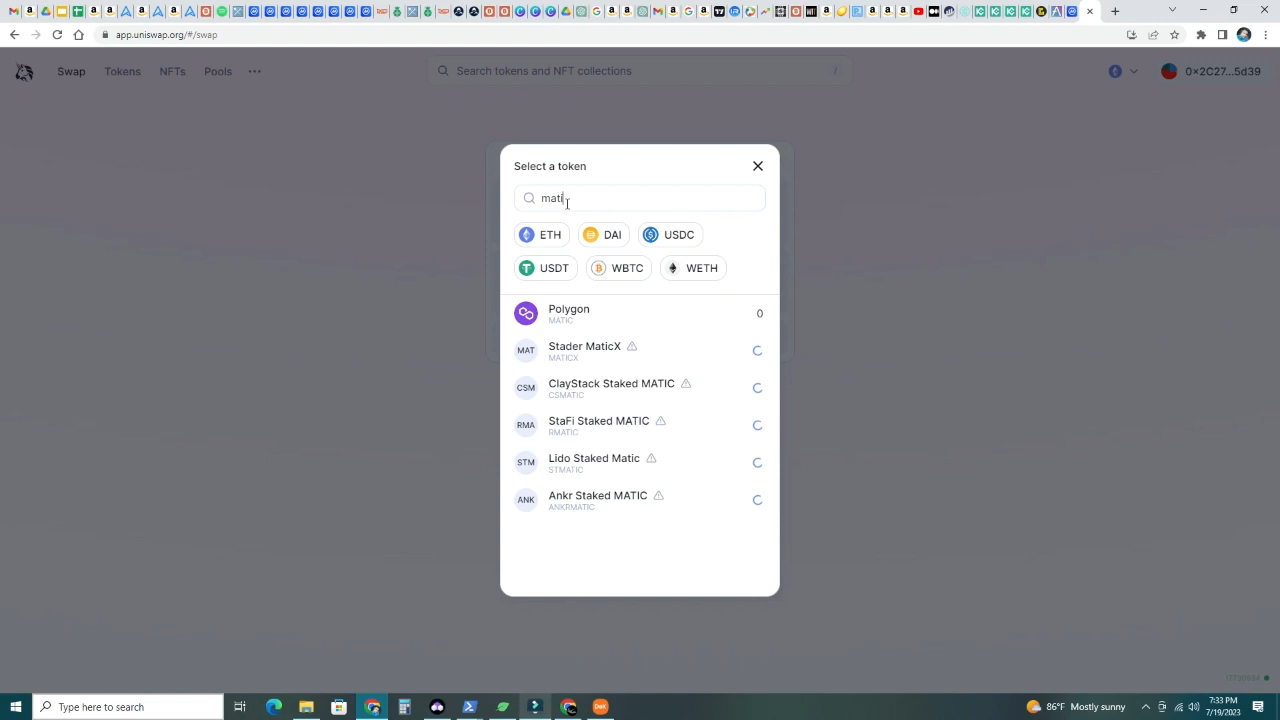 app.uniswap.org/#/swap
Swap
Tokens
NFTs
Pools
Search tokens and NFT collections
/
0x2C27...5d39
Select a token
mati
ETH
DAI
USDC
USDT
WBTC
WETH
Polygon
MATIC
0
MAT
Stader MaticX
MATICX
CSM
ClayStack Staked MATIC
CSMATIC
RMA
StaFi Staked MATIC
RMATIC
STM
Lido Staked Matic
STMATIC
ANK
Ankr Staked MATIC
ANKRMATIC
Type here to search
86°F Mostly sunny
7:33 PM
7/19/2023